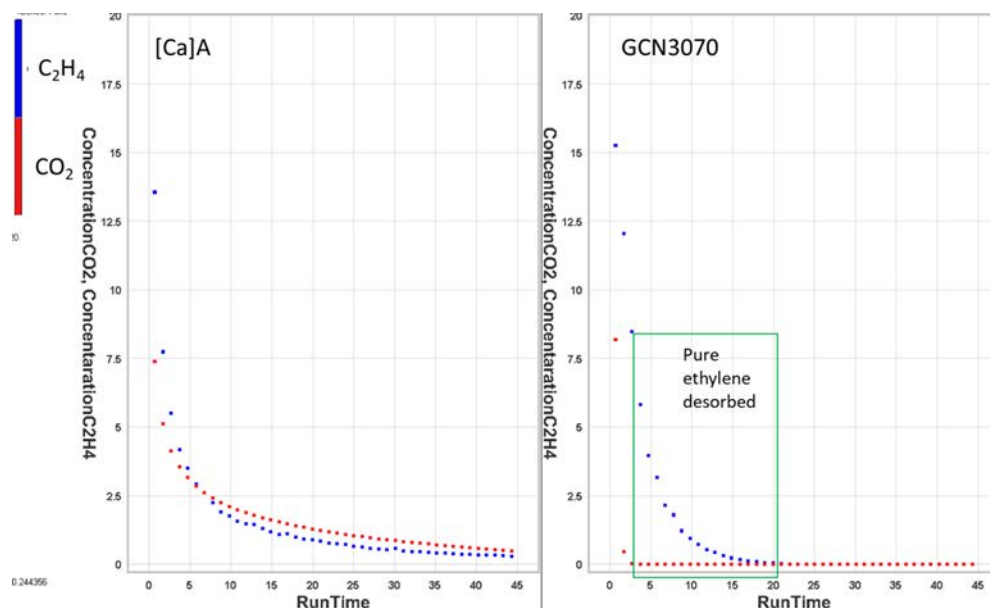 C₂H₄
CO₂
20.
0.244356
[Ca]A
ConcentrationCO2, ConcentarationC2H4
20
17.5
15
12.5
10
7.5
5
2.5
0
0 5 10 15 20 25 30 35 40 45
RunTime
GCN3070
ConcentrationCO2, ConcentarationC2H4
20
17.5
15
12.5
10
7.5
5
2.5
0
Pure
ethylene
desorbed
0 5 10 15 20 25 30 35 40 45
RunTime